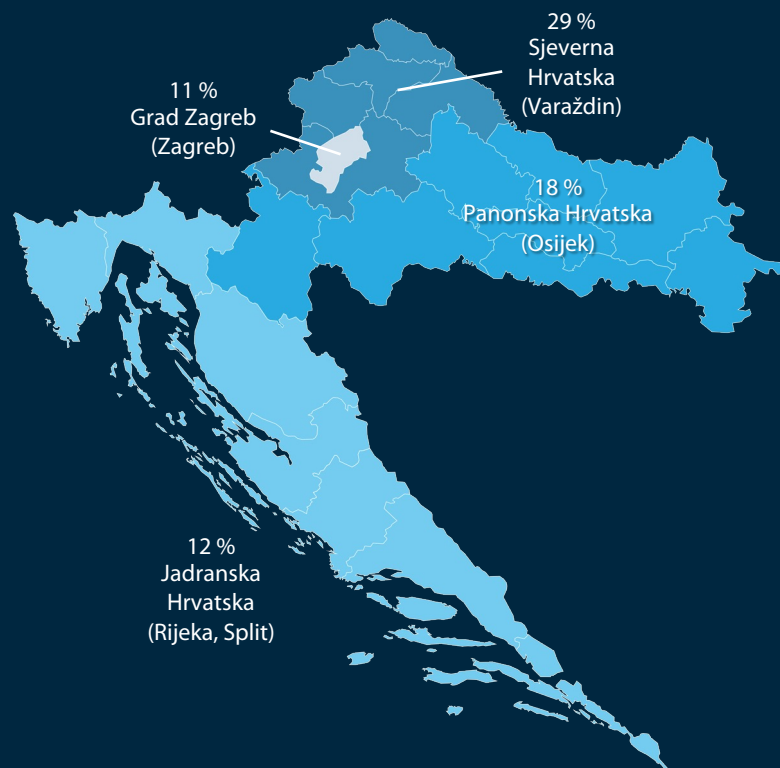 29 %
Sjeverna
Hrvatska
(Varaždin)
11 %
Grad Zagreb
(Zagreb)
18 %
Panonska Hrvatska
(Osijek)
12 %
Jadranska
Hrvatska
(Rijeka, Split)